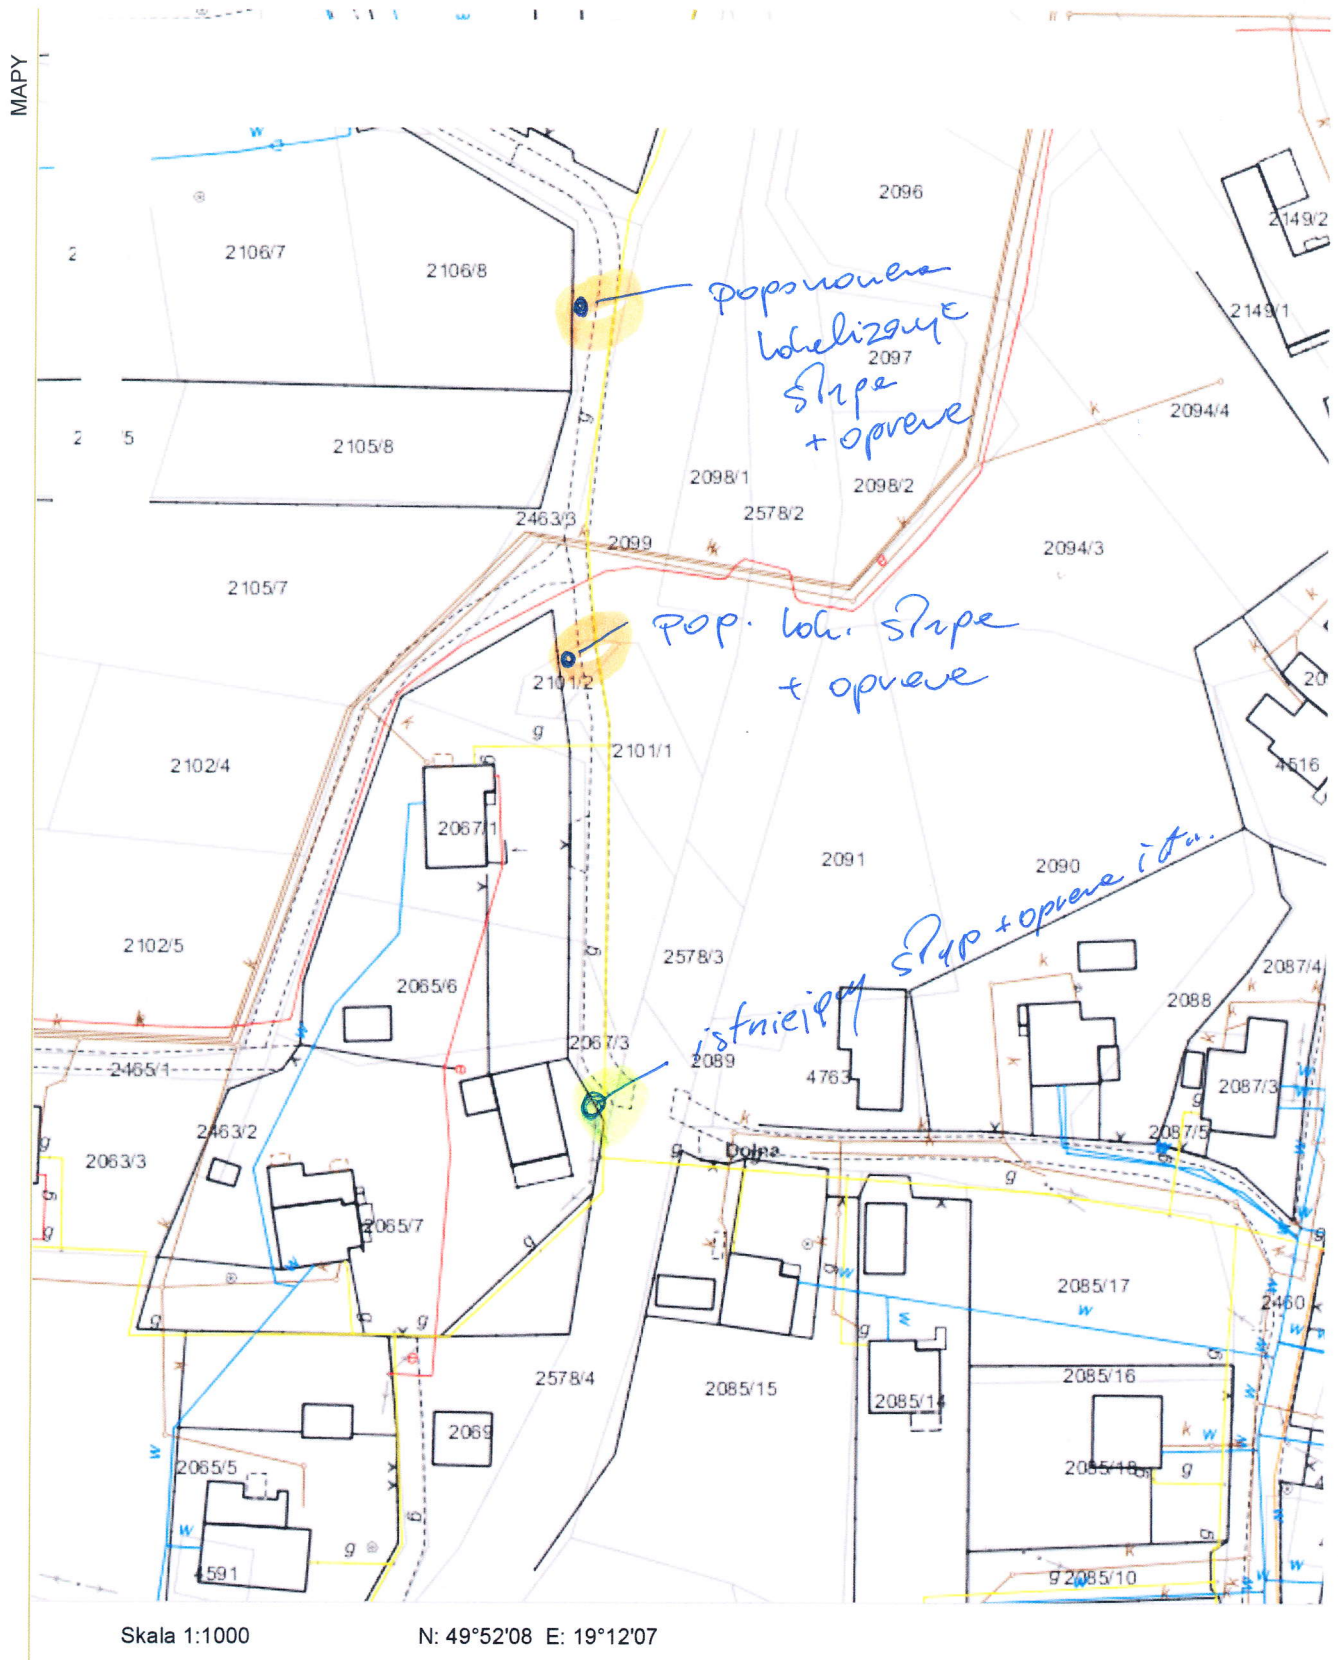 MAPY
w
2096
2149/2
2106/7
2106/8
2149/1
2097
2094/4
k
g
2105/8
+ oprawa
2098/1
2098/2
2578/2
2463/3
k
2099
k
e
2094/3
2105/7
k
pop. lok. słupa
+ oprawa
2101/2
k
g
2101/1
2102/4
g
4516
2067/1
2091
2090
2102/5
g
k
2578/3
istniejący słup + oprawa itn.
k
2087/4
2065/6
2088
k
k
k
w
2067/3
2089
2465/1
e
4763
k
2087/3
w
w
g
2463/2
k
g
2063/3
g
Dolna
k
2087/5
w
g
g
g
k
2065/7
g
k
k
w
g
w
2085/17
w
2460
g
g
g
g
w
w
w
e
2578/4
2085/15
2085/16
2085/14
g
w
2069
k
w
w
2065/5
2085/18
g
w
g
g
4591
k
g
w
2085/10
k
w
w
Skala 1:1000
N: 49°52'08 E: 19°12'07